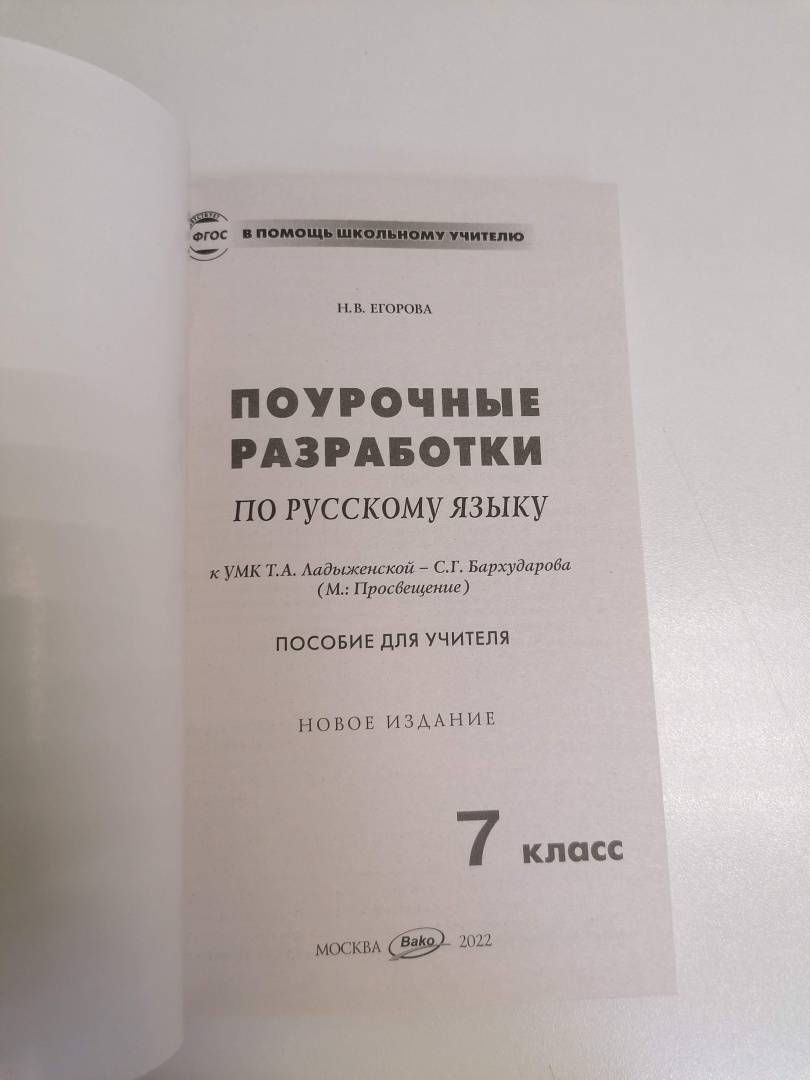 ФГОС
В ПОМОЩЬ ШКОЛЬНОМУ УЧИТЕЛЮ
Н.В. ЕГОРОВА
ПОУРОЧНЫЕ
РАЗРАБОТКИ
ПО РУССКОМУ ЯЗЫКУ
к УМК Т.А. Ладыженской – С.Г. Бархударова
(М.: Просвещение)
ПОСОБИЕ ДЛЯ УЧИТЕЛЯ
НОВОЕ ИЗДАНИЕ
7 класс
МОСКВА Вако 2022